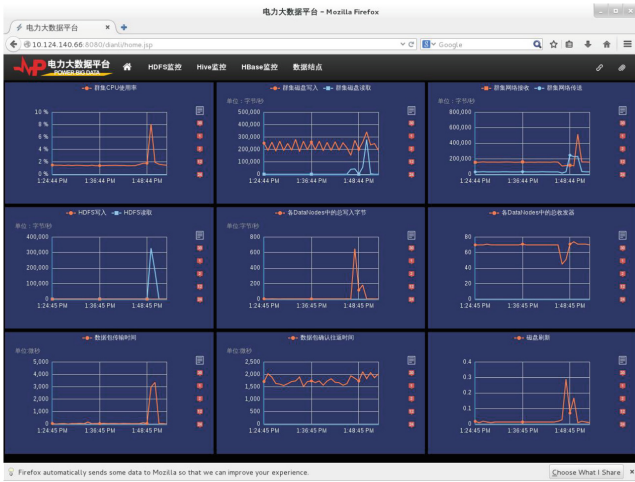 电力大数据平台 - Mozilla Firefox
电力大数据平台
10.124.140.66:8080/dianli/home.jsp
Google
电力大数据平台
POWER BIG DATA
HDFS监控 Hive监控 HBase监控 数据结点
群集CPU使用率
10 %
8 %
6 %
4 %
2 %
0
1:24:44 PM 1:36:44 PM 1:48:44 PM
群集磁盘写入 群集磁盘读取
单位：字节/秒
500,000
400,000
300,000
200,000
100,000
0
1:24:44 PM 1:36:44 PM 1:48:44 PM
群集网络接收 群集网络传送
单位：字节/秒
800,000
600,000
400,000
200,000
0
1:24:44 PM 1:36:44 PM 1:48:44 PM
HDFS写入 HDFS读取
单位：字节/秒
400,000
300,000
200,000
100,000
0
1:24:45 PM 1:36:45 PM 1:48:45 PM
各DataNodes中的总写入字节
单位:字节/秒
800
600
400
200
0
1:24:45 PM 1:36:45 PM 1:48:45 PM
各DataNodes中的总收发器
80
60
40
20
0
1:24:45 PM 1:36:45 PM 1:48:45 PM
数据包传输时间
单位:微秒
5,000
4,000
3,000
2,000
1,000
0
1:24:45 PM 1:36:45 PM 1:48:45 PM
数据包确认往返时间
单位:微秒
2,500
2,000
1,500
1,000
500
0
1:24:45 PM 1:36:45 PM 1:48:45 PM
磁盘刷新
0.4
0.3
0.2
0.1
0
1:24:45 PM 1:36:45 PM 1:48:45 PM
Firefox automatically sends some data to Mozilla so that we can improve your experience.
Choose What I Share